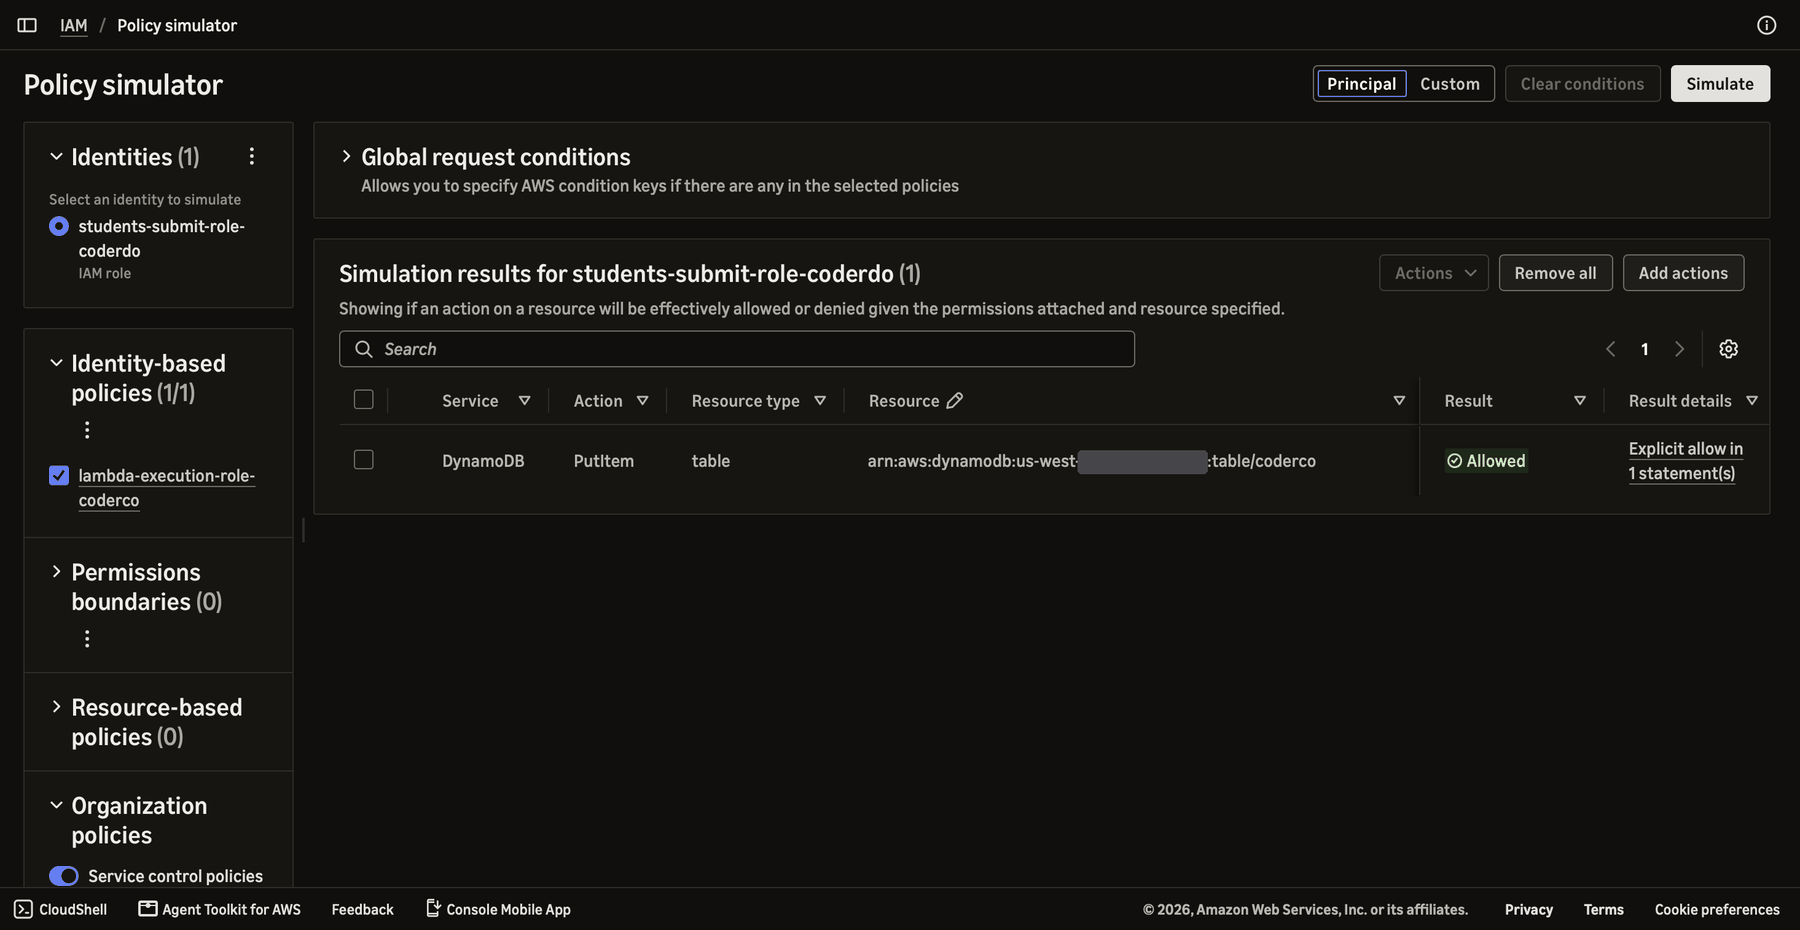 IAM / Policy simulator
Policy simulator
Principal Custom Clear conditions Simulate
Identities (1)
Select an identity to simulate
students-submit-role-
coderdo
IAM role
Identity-based
policies (1/1)
lambda-execution-role-
coderco
Permissions
boundaries (0)
Resource-based
policies (0)
Organization
policies
Service control policies
Global request conditions
Allows you to specify AWS condition keys if there are any in the selected policies
Simulation results for students-submit-role-coderdo (1)
Actions Remove all Add actions
Showing if an action on a resource will be effectively allowed or denied given the permissions attached and resource specified.
Search
1
Service Action Resource type Resource Result Result details
DynamoDB PutItem table arn:aws:dynamodb:us-west- :table/coderco Allowed Explicit allow in
1 statement(s)
CloudShell Agent Toolkit for AWS Feedback Console Mobile App © 2026, Amazon Web Services, Inc. or its affiliates. Privacy Terms Cookie preferences